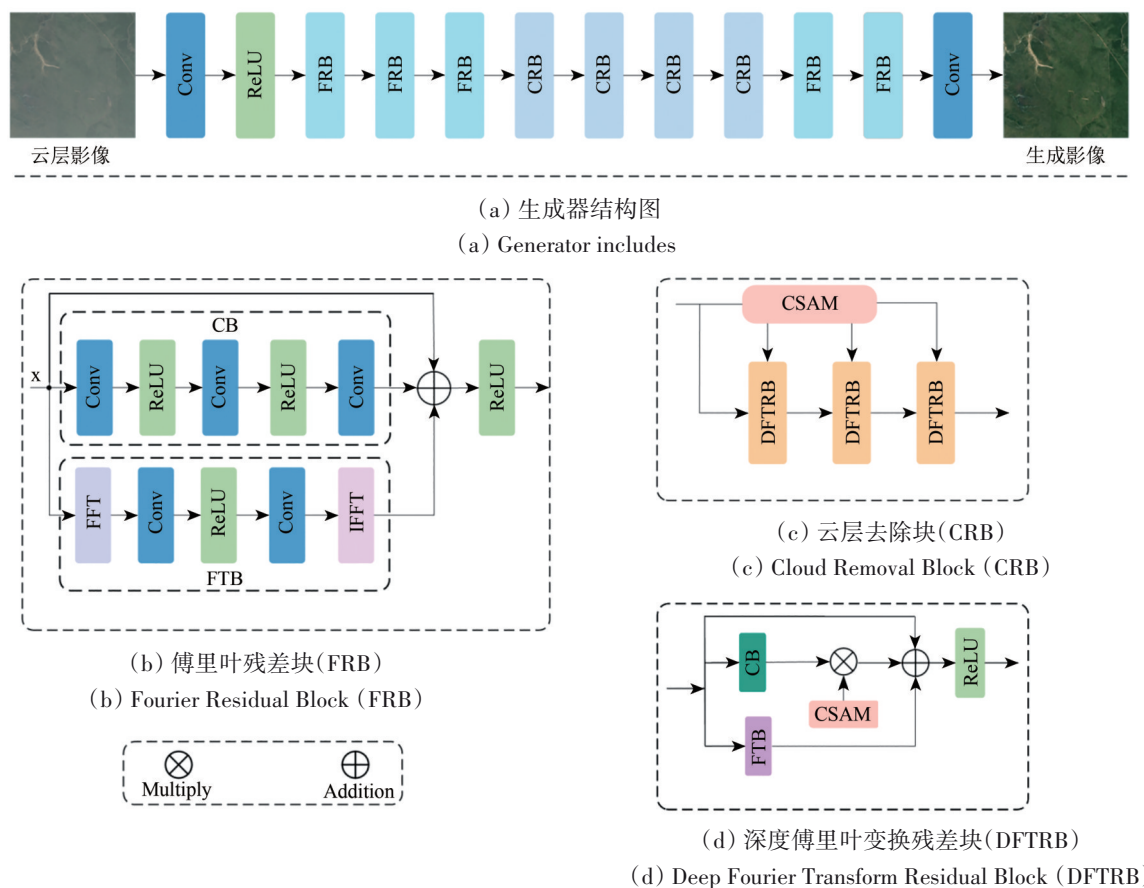 Conv ReLU FRB FRB FRB CRB CRB CRB CRB FRB FRB Conv
云层影像 生成影像
(a) 生成器结构图
(a) Generator includes
CB
x
Conv ReLU Conv ReLU Conv ReLU
FFT Conv ReLU Conv IFFT
FTB
(b) 傅里叶残差块(FRB)
(b) Fourier Residual Block (FRB)
Multiply Addition
CSAM
DFTRB DFTRB DFTRB
(c) 云层去除块(CRB)
(c) Cloud Removal Block (CRB)
CB ReLU
CSAM
FTB
(d) 深度傅里叶变换残差块(DFTRB)
(d) Deep Fourier Transform Residual Block (DFTRB)